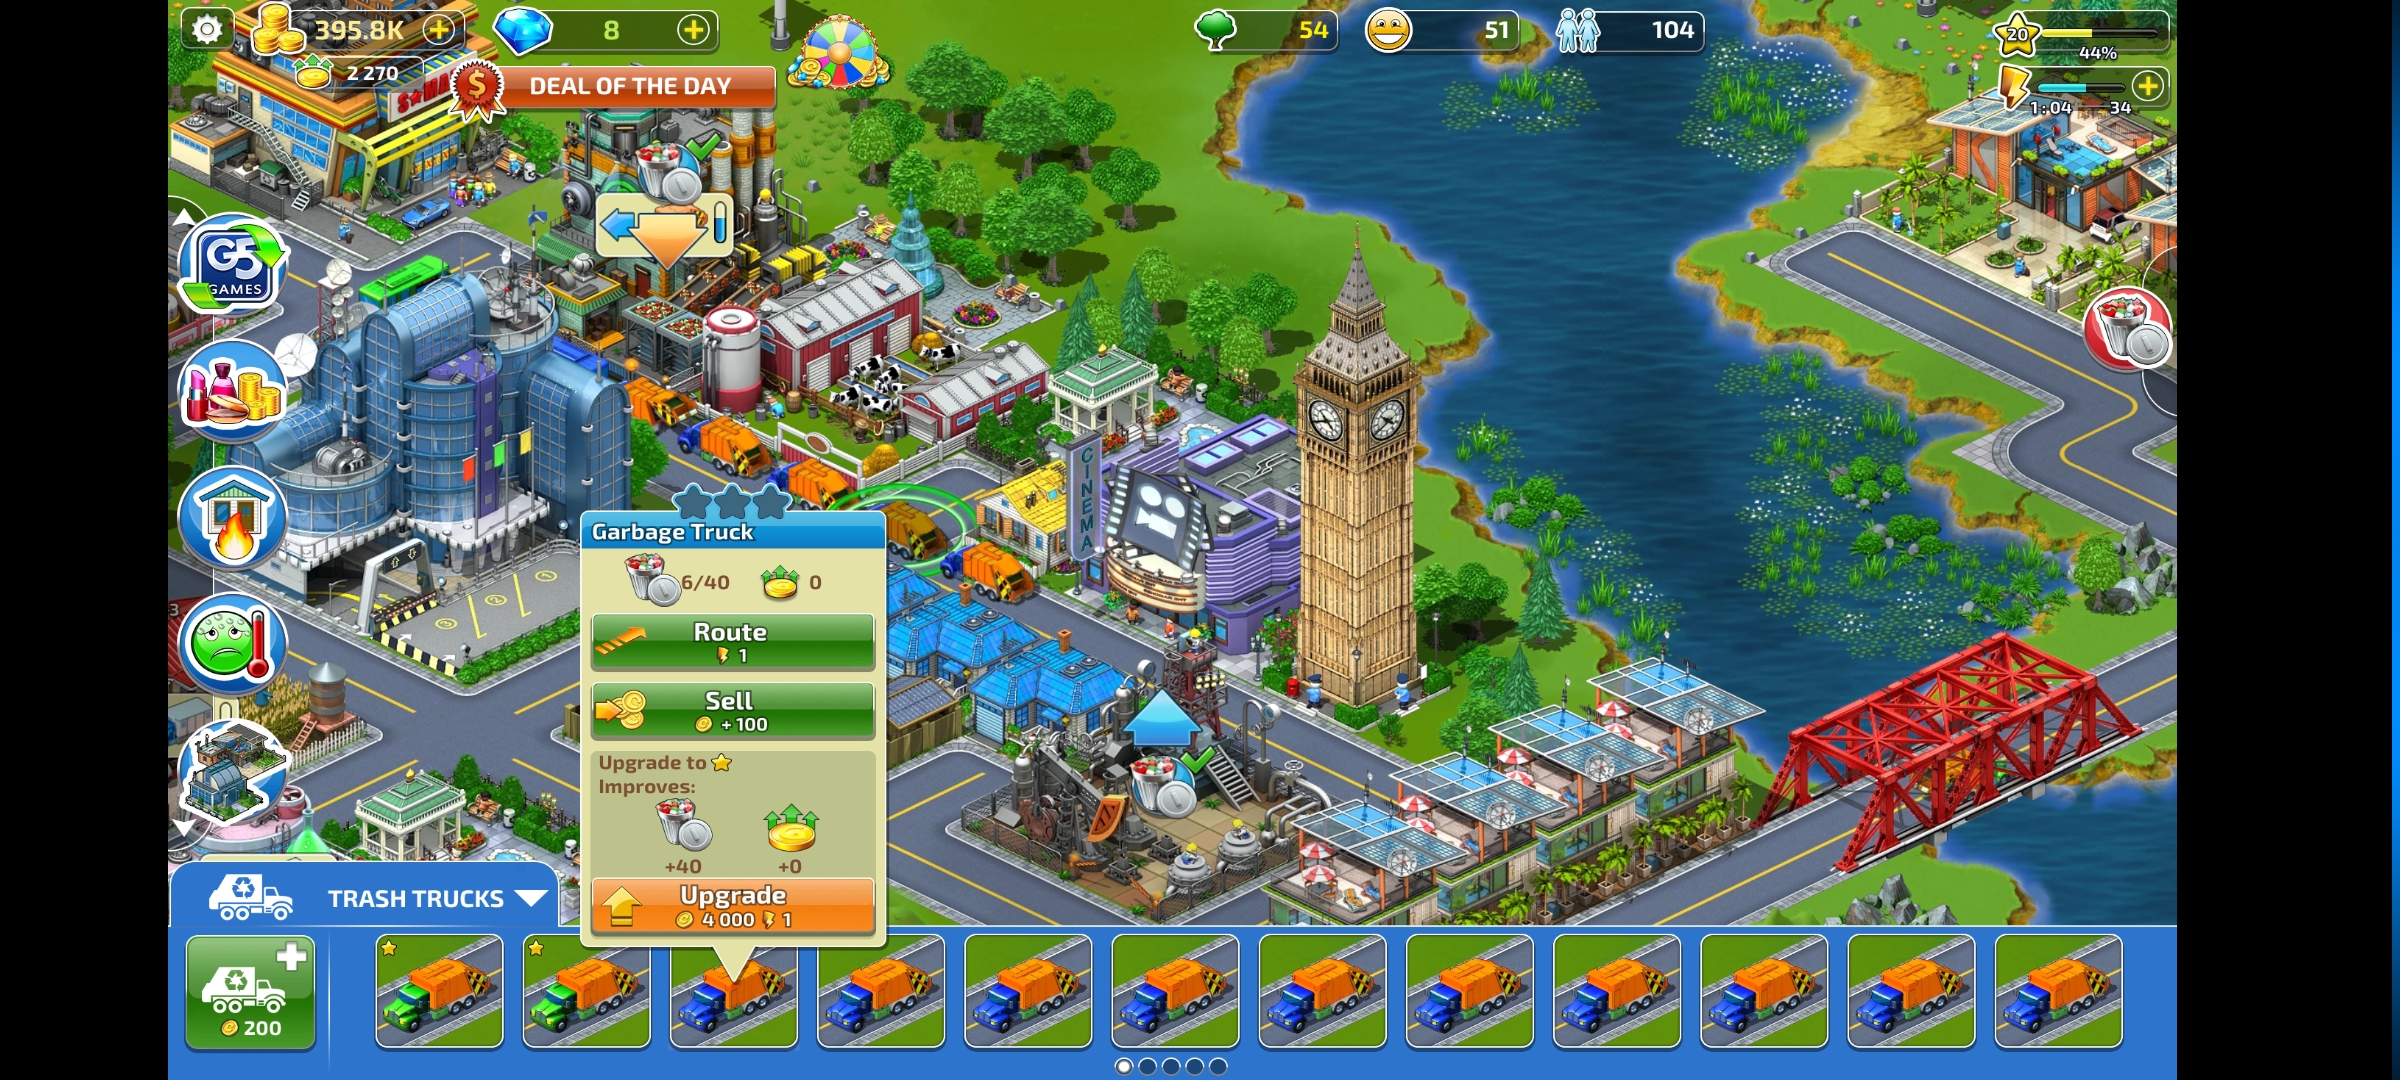 395.8K
8
54
51
104
20
44%
2 270
DEAL OF THE DAY
1:04
34
G5
GAMES
CINEMA
Garbage Truck
6/40
0
Route
1
Sell
+100
Upgrade to
Improves:
+40
+0
Upgrade
4 000
1
TRASH TRUCKS
200